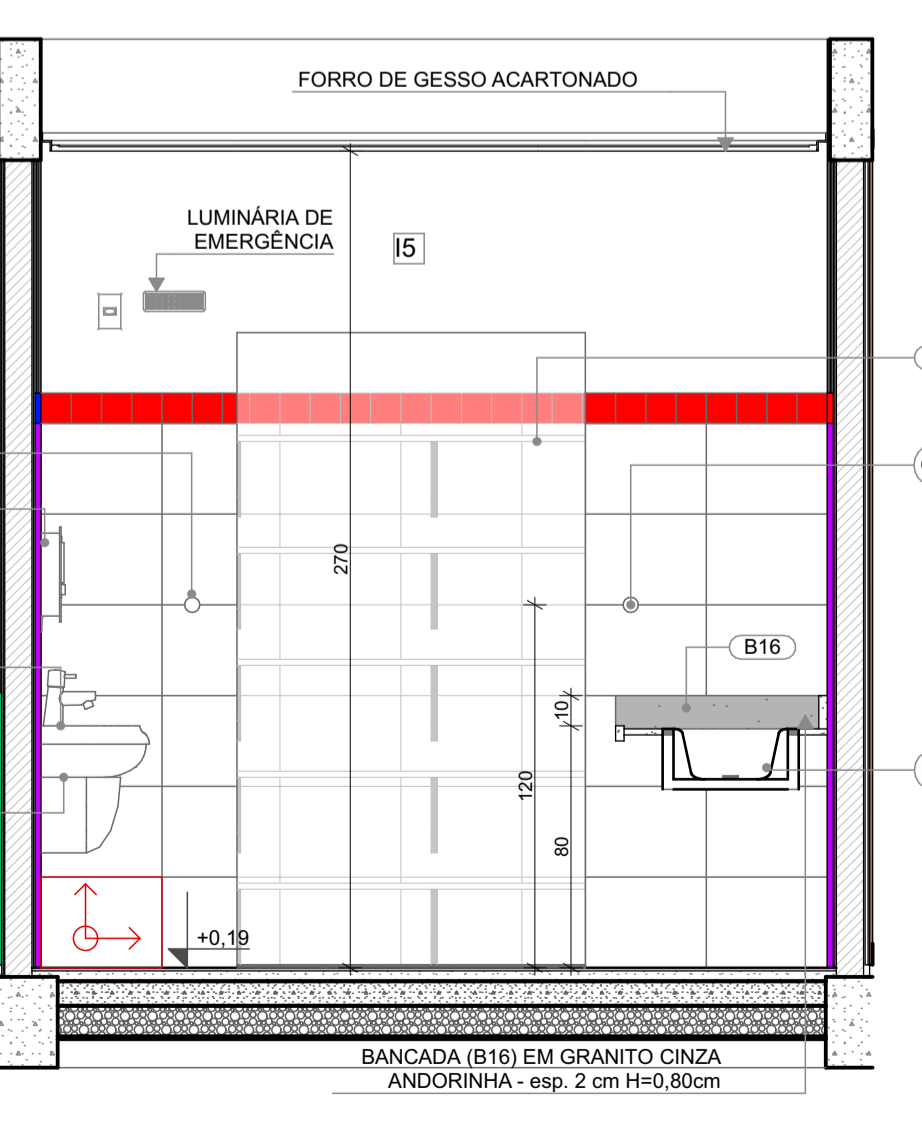 FORRO DE GESSO ACARTONADO
LUMINÁRIA DE
EMERGÊNCIA
I5
270
B16
10
120
80
+0,19
BANCADA (B16) EM GRANITO CINZA
ANDORINHA - esp. 2 cm H=0,80cm